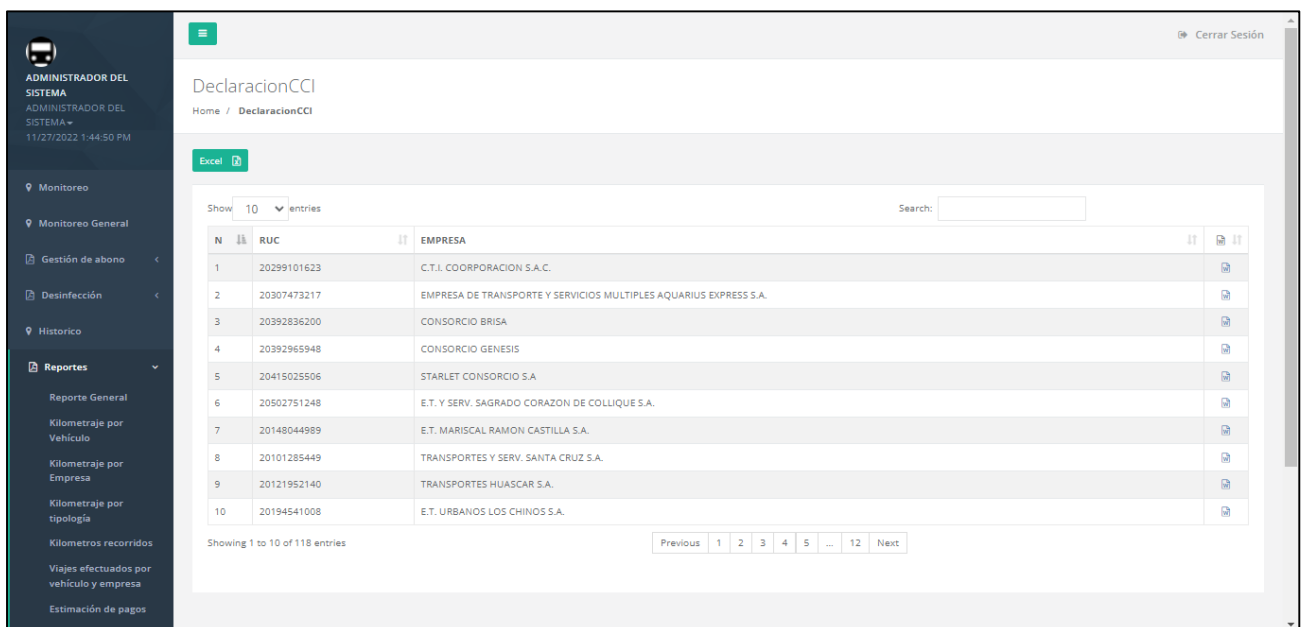 ADMINISTRADOR DEL
SISTEMA
ADMINISTRADOR DEL
SISTEMA
11/27/2022 1:44:50 PM
Monitoreo
Monitoreo General
Gestión de abono
Desinfección
Historico
Reportes
Reporte General
Kilometraje por
Vehículo
Kilometraje por
Empresa
Kilometraje por
tipología
Kilometros recorridos
Viajes efectuados por
vehículo y empresa
Estimación de pagos
Cerrar Sesión
DeclaracionCCI
Home / DeclaracionCCI
Excel
Show 10 entries Search:
N RUC EMPRESA
1 20299101623 C.T.I. COORPORACION S.A.C.
2 20307473217 EMPRESA DE TRANSPORTE Y SERVICIOS MULTIPLES AQUARIUS EXPRESS S.A.
3 20392836200 CONSORCIO BRISA
4 20392965948 CONSORCIO GENESIS
5 20415025506 STARLET CONSORCIO S.A
6 20502751248 E.T. Y SERV. SAGRADO CORAZON DE COLLIQUE S.A.
7 20148044989 E.T. MARISCAL RAMON CASTILLA S.A.
8 20101285449 TRANSPORTES Y SERV. SANTA CRUZ S.A.
9 20121952140 TRANSPORTES HUASCAR S.A.
10 20194541008 E.T. URBANOS LOS CHINOS S.A.
Showing 1 to 10 of 118 entries Previous 1 2 3 4 5 ... 12 Next